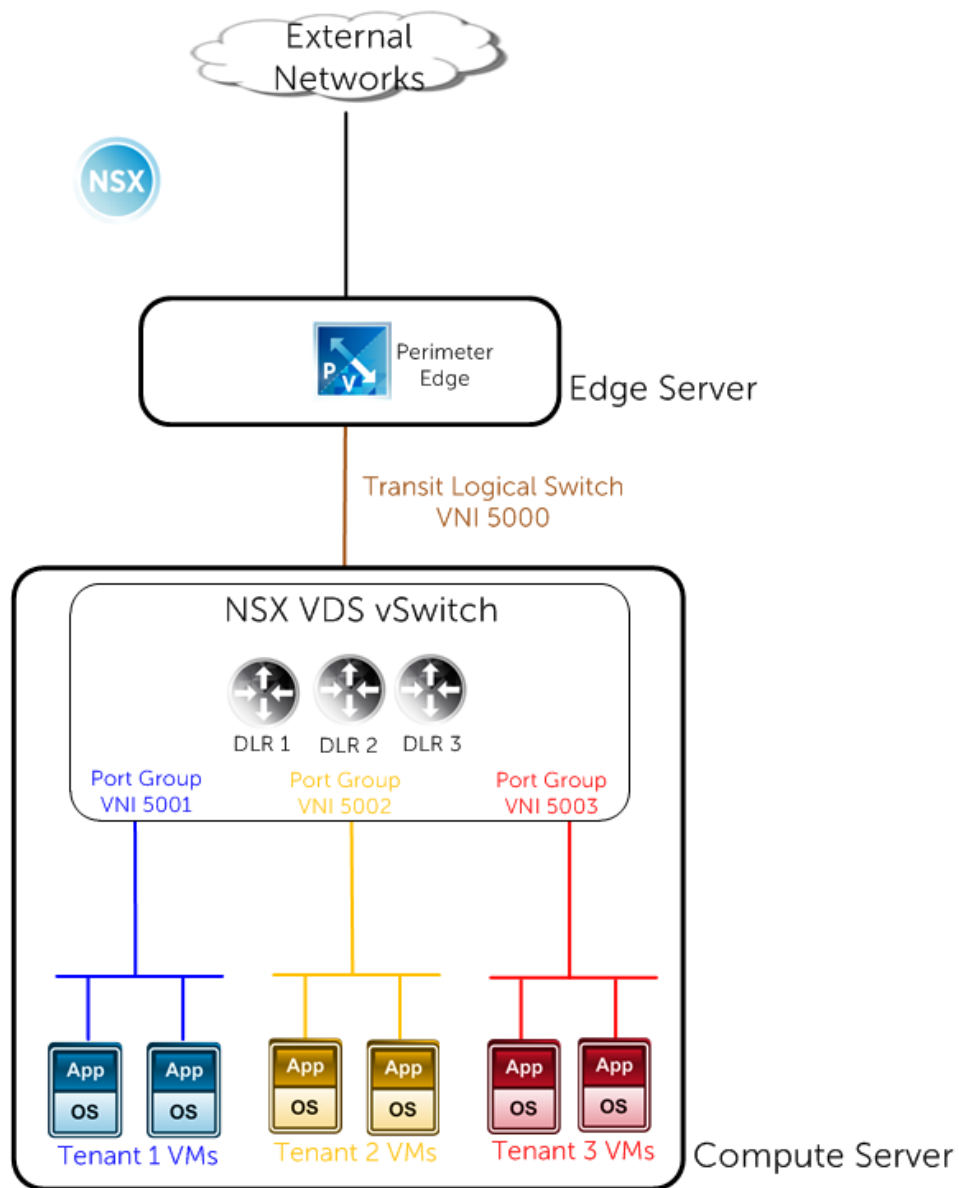 External
Networks
NSX
P
V
Perimeter
Edge
Edge Server
Transit Logical Switch
VNI 5000
NSX VDS vSwitch
DLR 1
DLR 2
DLR 3
Port Group
VNI 5001
Port Group
VNI 5002
Port Group
VNI 5003
App
OS
App
OS
App
OS
App
OS
App
OS
App
OS
Tenant 1 VMs
Tenant 2 VMs
Tenant 3 VMs
Compute Server